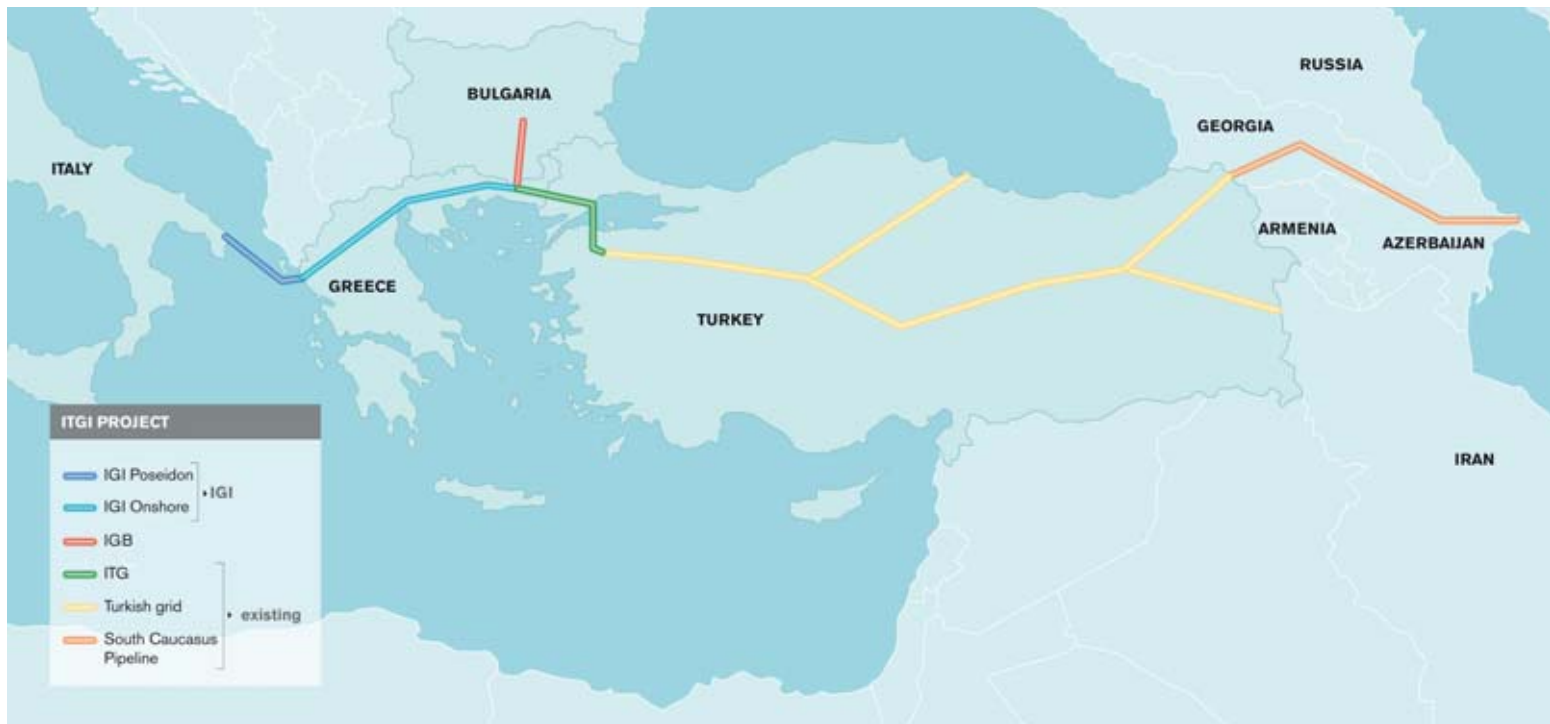 RUSSIA
BULGARIA
GEORGIA
ITALY
ARMENIA
AZERBAIJAN
GREECE
TURKEY
IRAN
ITGI PROJECT
IGI Poseidon
IGI
IGI Onshore
IGB
ITG
Turkish grid
existing
South Caucasus
Pipeline